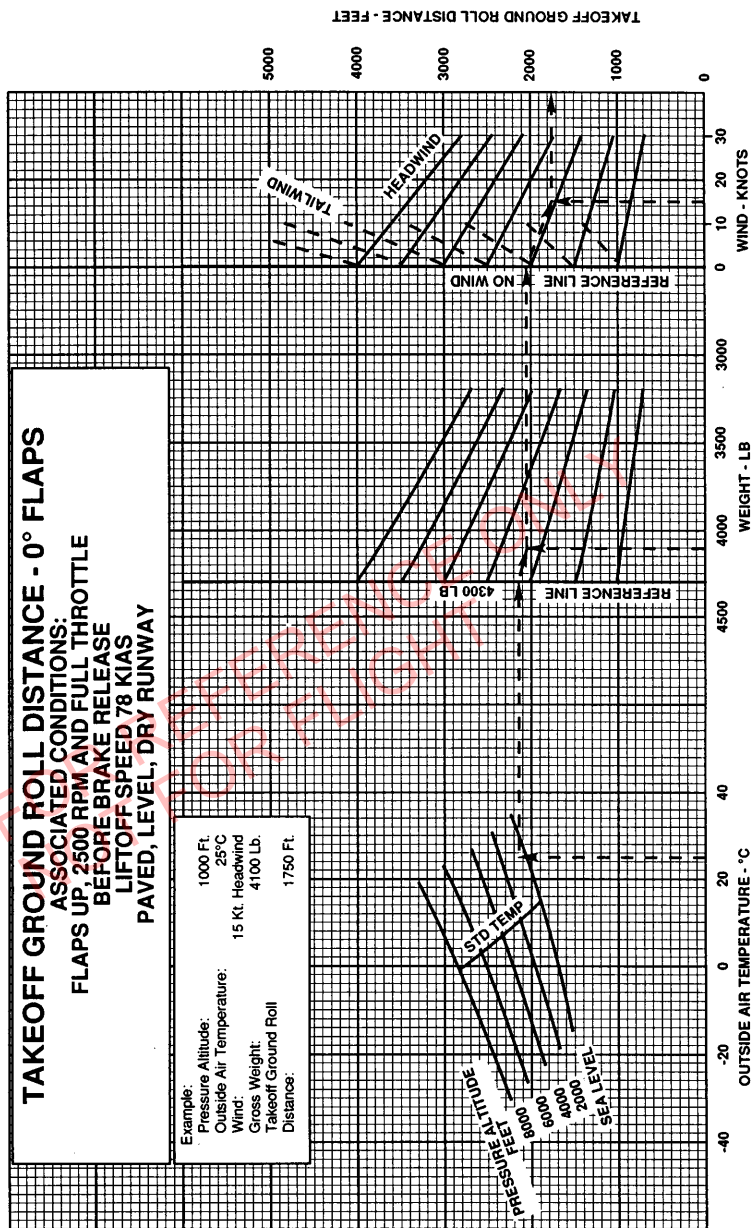 TAKEOFF GROUND ROLL DISTANCE - 0° FLAPS
ASSOCIATED CONDITIONS:
FLAPS UP, 2500 RPM AND FULL THROTTLE
BEFORE BRAKE RELEASE
LIFTOFF SPEED 78 KIAS
PAVED, LEVEL, DRY RUNWAY
Example:
Pressure Altitude: 1000 Ft.
Outside Air Temperature: 25°C
Wind: 15 Kt. Headwind
Gross Weight: 4100 Lb.
Takeoff Ground Roll
Distance: 1750 Ft.
FOR REFERENCE ONLY
NOT FOR FLIGHT
STD TEMP
PRESSURE ALTITUDE
FEET
8000
6000
4000
2000
SEA LEVEL
4300 LB
REFERENCE LINE
TAILWIND
HEADWIND
NO WIND
REFERENCE LINE
5000
4000
3000
2000
1000
0
TAKEOFF GROUND ROLL DISTANCE - FEET
-40 -20 0 20 40
OUTSIDE AIR TEMPERATURE - °C
4500 4000 3500 3000
WEIGHT - LB
0 10 20 30
WIND - KNOTS